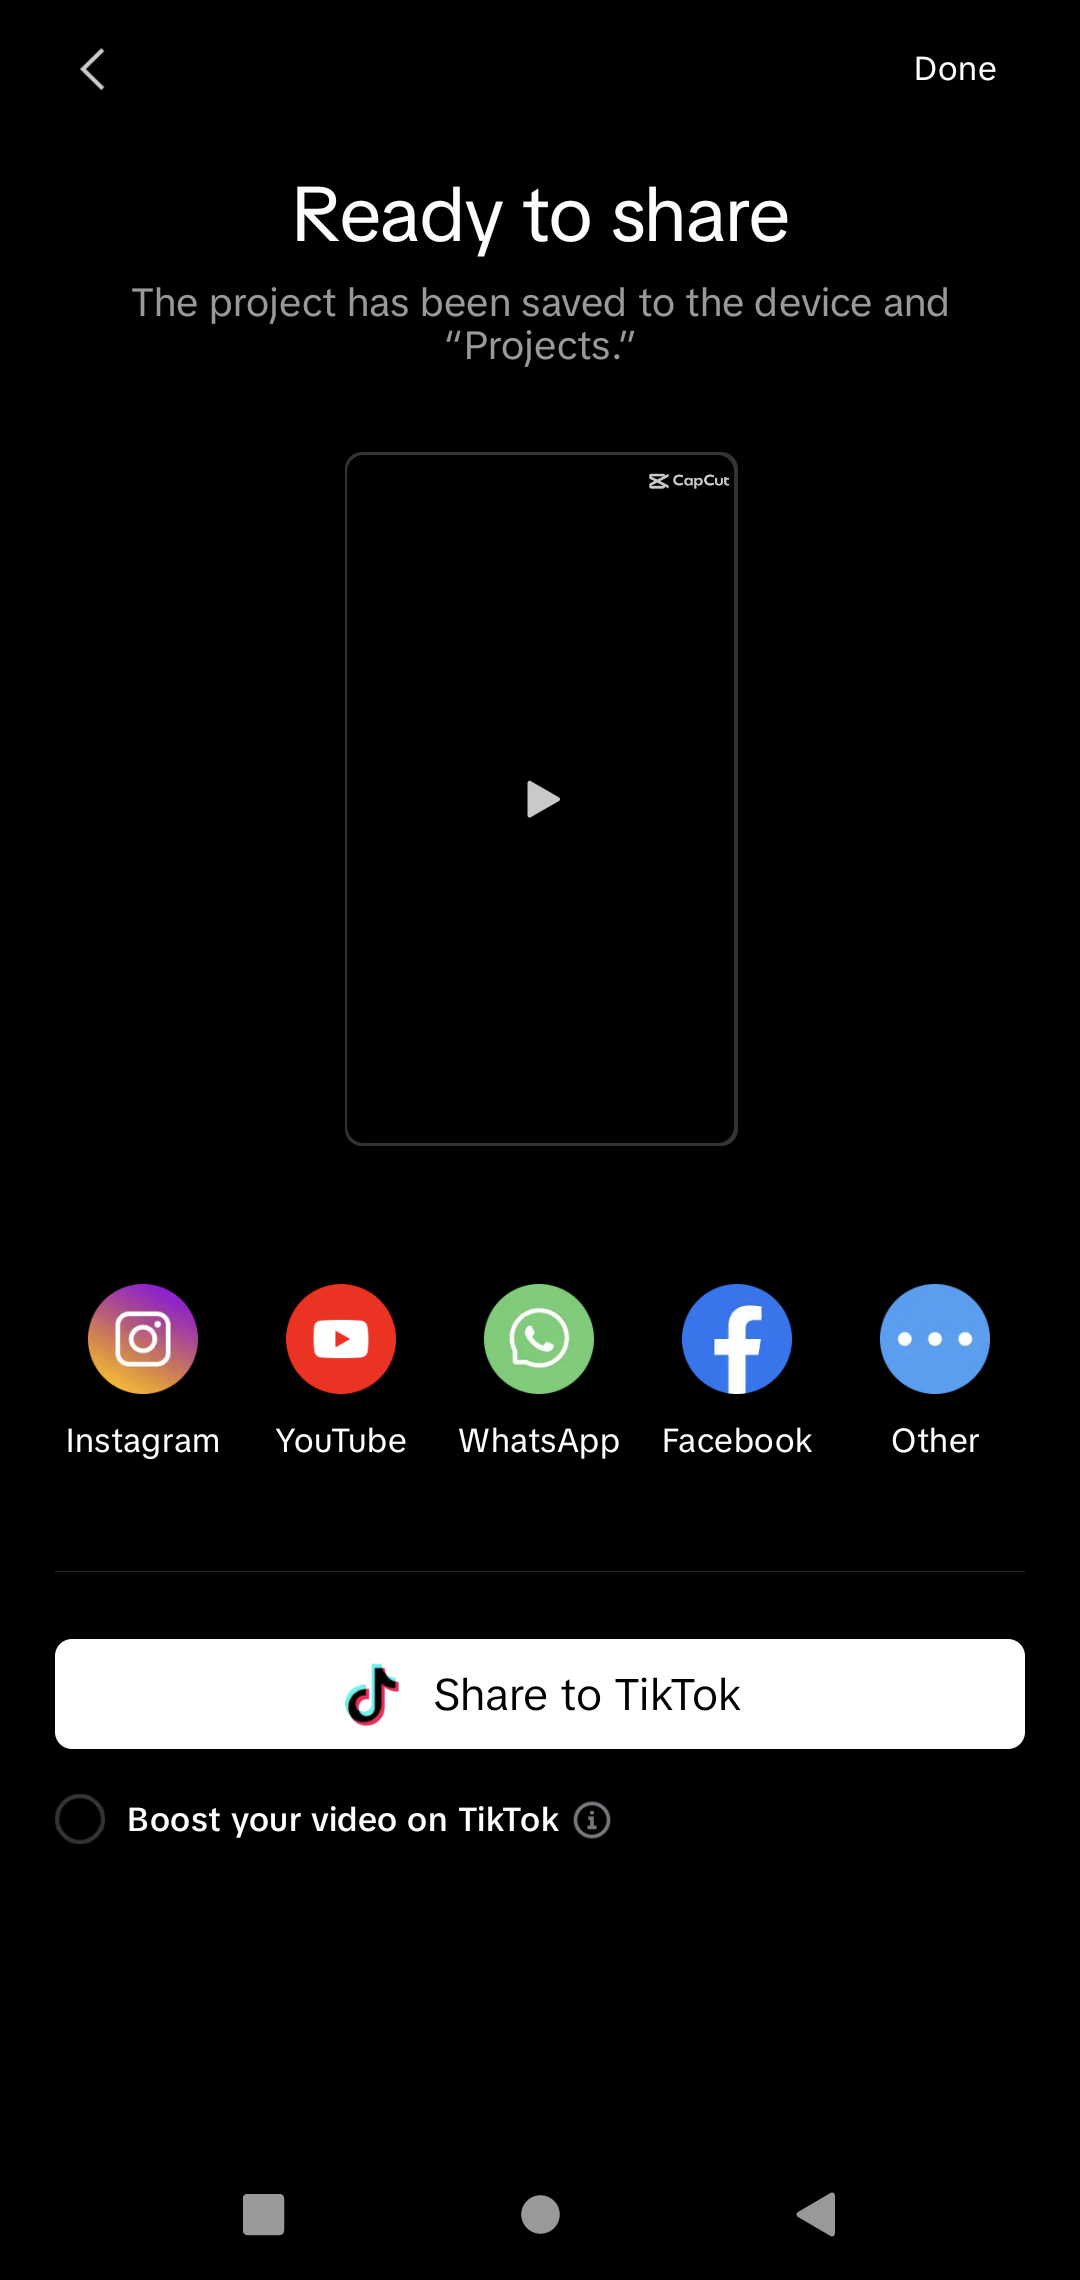 Done
Ready to share
The project has been saved to the device and
“Projects.”
CapCut
Instagram
YouTube
WhatsApp
Facebook
Other
Share to TikTok
Boost your video on TikTok